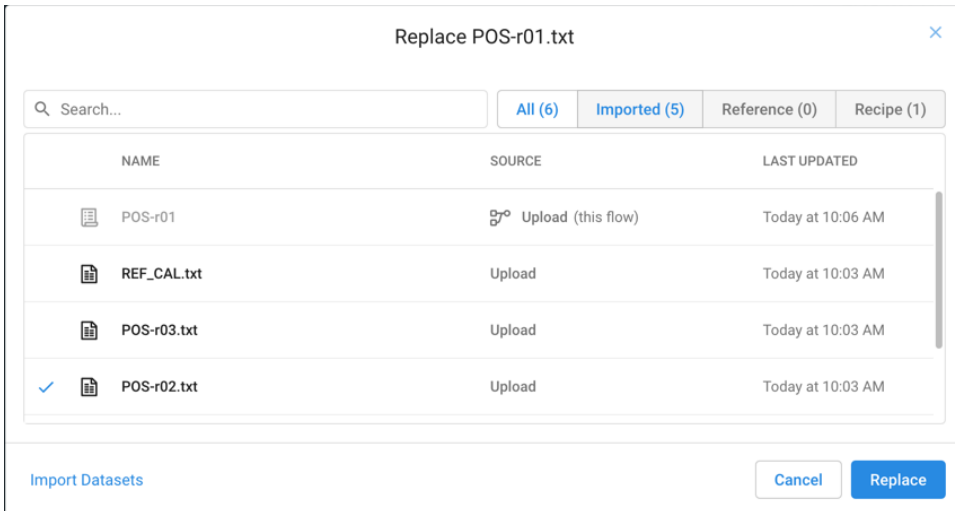 Replace POS-r01.txt
Search...
All (6) Imported (5) Reference (0) Recipe (1)
NAME SOURCE LAST UPDATED
POS-r01 Upload (this flow) Today at 10:06 AM
REF_CAL.txt Upload Today at 10:03 AM
POS-r03.txt Upload Today at 10:03 AM
POS-r02.txt Upload Today at 10:03 AM
Import Datasets Cancel Replace